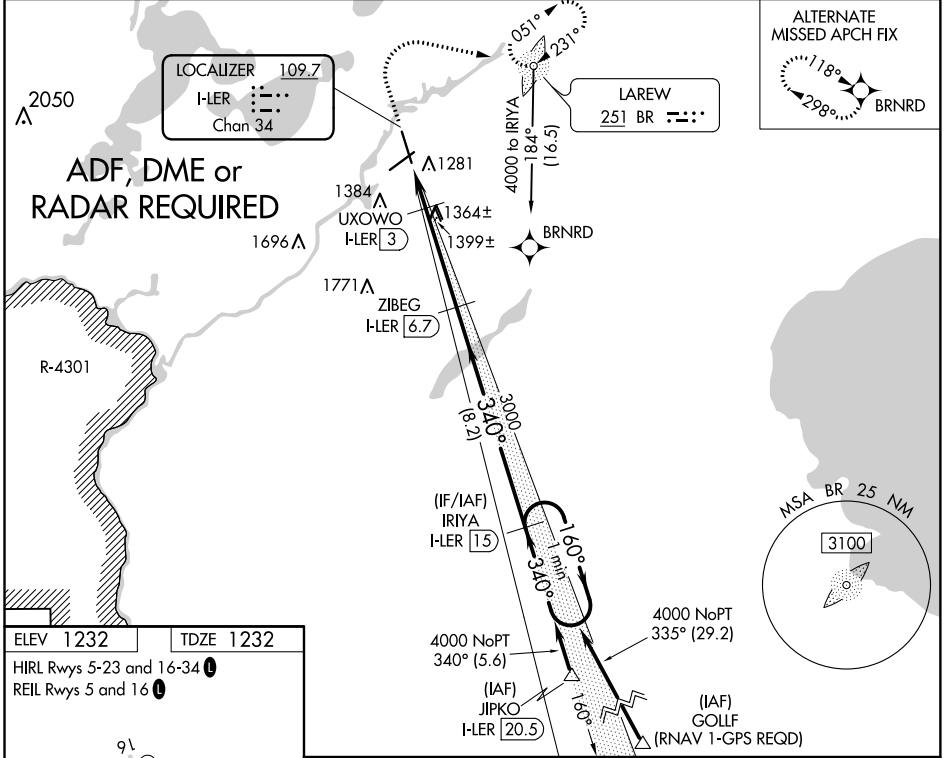 ALTERNATE
MISSED APCH FIX
118°
298°
BRNRD
051°
231°
LOCALIZER 109.7
I-LER
Chan 34
LAREW
251 BR
2050
ADF, DME or
RADAR REQUIRED
4000 to IRIYA
184°
(16.5)
1281
1384
UXOWO
I-LER 3
1364±
1399±
1696
BRNRD
1771
ZIBEG
I-LER 6.7
R-4301
3000
340°
(8.2)
(IF/IAF)
IRIYA
I-LER 15
160°
1 min
340°
MSA BR 25 NM
3100
4000 NoPT
340° (5.6)
4000 NoPT
335° (29.2)
(IAF)
JIPKO
I-LER 20.5
160°
(IAF)
GOLLF
(RNAV 1-GPS REQD)
ELEV 1232
TDZE 1232
HIRL Rwys 5-23 and 16-34 L
REIL Rwys 5 and 16 L
16